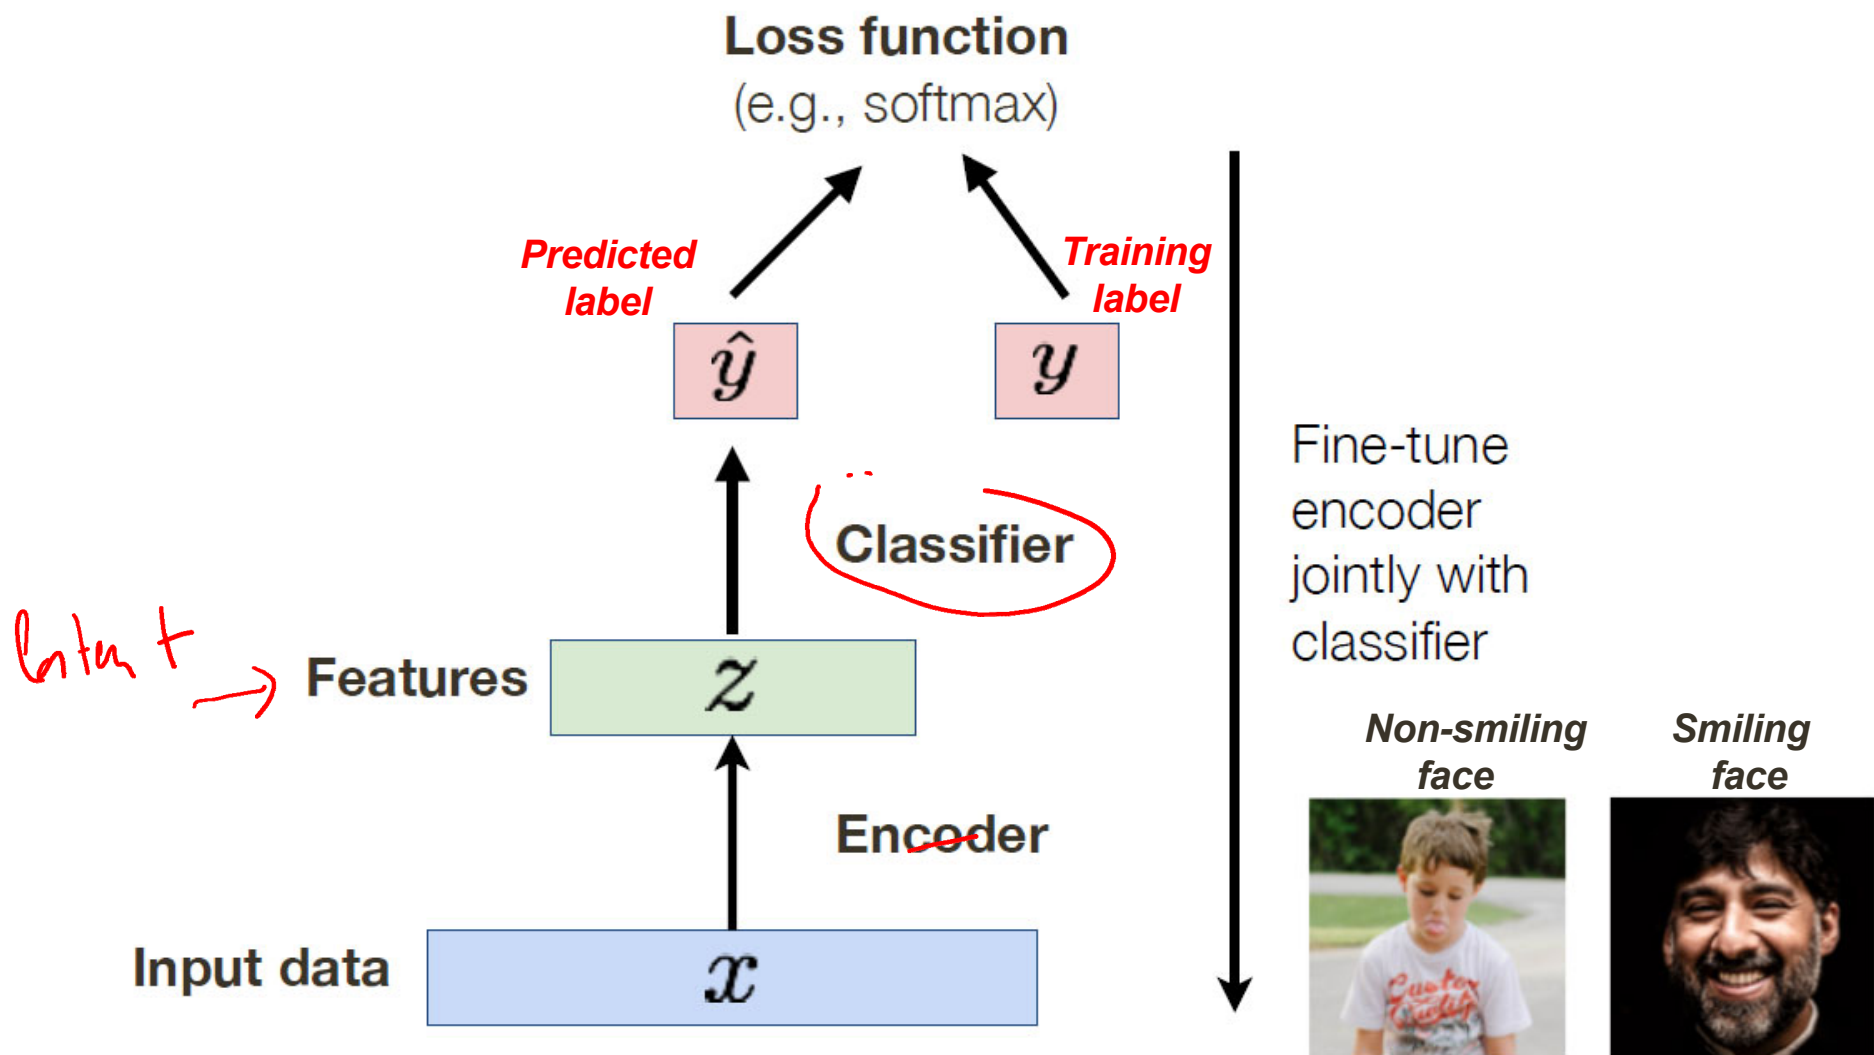 Loss function
(e.g., softmax)
Predicted
label
Training
label
ŷ
y
Classifier
Fine-tune
encoder
jointly with
classifier
latent
Features
z
Non-smiling
face
Smiling
face
Encoder
Input data
x